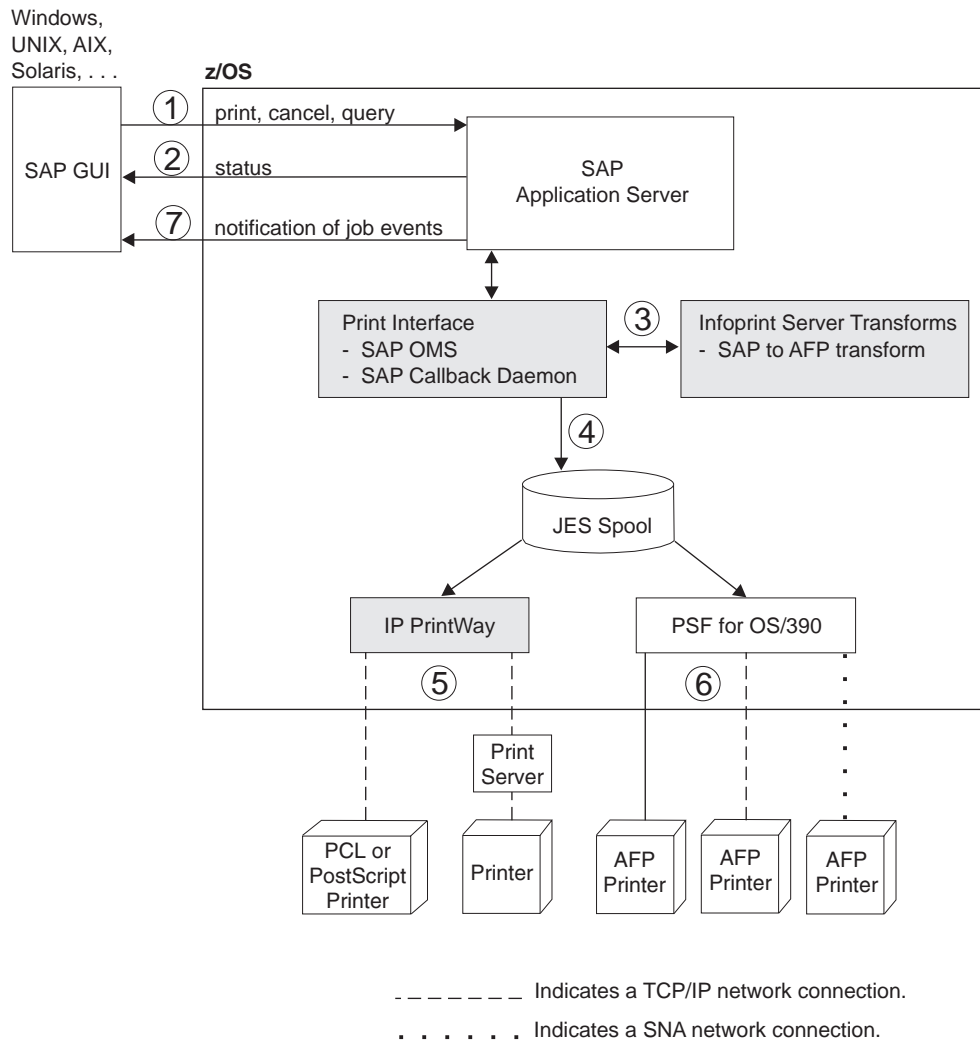 Windows,
UNIX, AIX,
Solaris, . . .
z/OS
SAP GUI
1
print, cancel, query
2
status
7
notification of job events
SAP
Application Server
Print Interface
- SAP OMS
- SAP Callback Daemon
3
Infoprint Server Transforms
- SAP to AFP transform
4
JES Spool
IP PrintWay
PSF for OS/390
5
6
Print
Server
PCL or
PostScript
Printer
Printer
AFP
Printer
AFP
Printer
AFP
Printer
Indicates a TCP/IP network connection.
Indicates a SNA network connection.